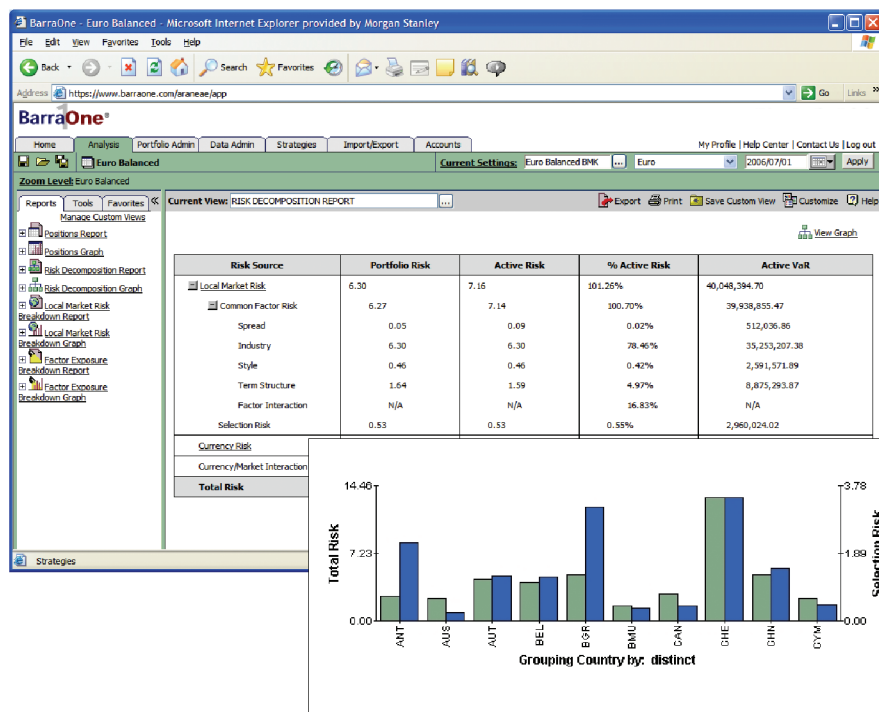 BarraOne - Euro Balanced - Microsoft Internet Explorer provided by Morgan Stanley
File Edit View Favorites Tools Help
Back Search Favorites
Address https://www.barraone.com/araneae/app Go Links »
BarraOne®
1
Home Analysis Portfolio Admin Data Admin Strategies Import/Export Accounts My Profile | Help Center | Contact Us | Log out
Euro Balanced Current Settings: Euro Balanced BMK ... Euro 2006/07/01 Apply
Zoom Level: Euro Balanced
Reports Tools Favorites « Current View: RISK DECOMPOSITION REPORT ... Export Print Save Custom View Customize Help
Manage Custom Views
Positions Report
Positions Graph
Risk Decomposition Report
Risk Decomposition Graph
Local Market Risk
Breakdown Report
Local Market Risk
Breakdown Graph
Factor Exposure
Breakdown Report
Factor Exposure
Breakdown Graph
View Graph
Risk Source Portfolio Risk Active Risk % Active Risk Active VaR
Local Market Risk 6.30 7.16 101.26% 40,048,394.70
Common Factor Risk 6.27 7.14 100.70% 39,938,855.47
Spread 0.05 0.09 0.02% 512,036.86
Industry 6.30 6.30 78.46% 35,253,207.38
Style 0.46 0.46 0.42% 2,591,571.89
Term Structure 1.64 1.59 4.97% 8,875,293.87
Factor Interaction N/A N/A 16.83% N/A
Selection Risk 0.53 0.53 0.55% 2,960,024.02
Currency Risk
Currency/Market Interaction
Total Risk
Strategies
14.46 3.78
7.23 1.89
0.00 0.00
Total Risk
Selection Risk
ANT AUS AUT BEL BGR BMU CAN CHE CHN CYM
Grouping Country by: distinct